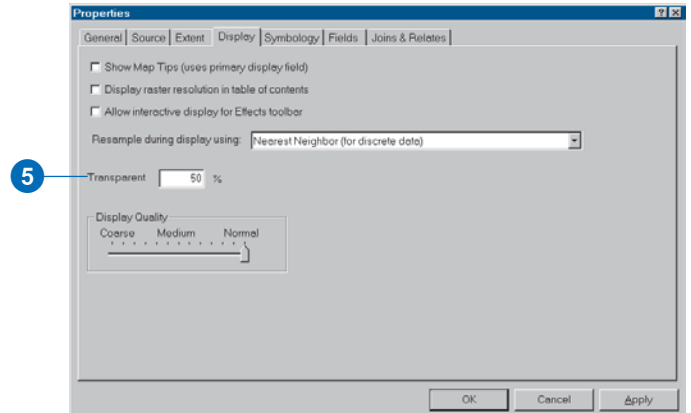 Properties
General Source Extent Display Symbology Fields Joins & Relates
Show Map Tips (uses primary display field)
Display raster resolution in table of contents
Allow interactive display for Effects toolbar
Resample during display using: Nearest Neighbor (for discrete data)
5
Transparent 50 %
Display Quality
Coarse Medium Normal
OK Cancel Apply